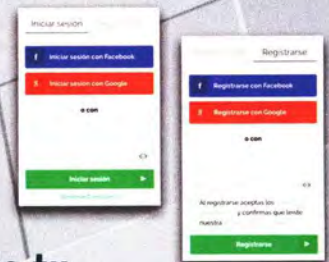 Iniciar sesión
f Iniciar sesión con Facebook
Iniciar sesión con Google
o con
<>
Iniciar sesión
Registrarse
f Registrarse con Facebook
Registrarse con Google
o con
<>
Al registrarse aceptas los
y confirmas que
nuestra
Registrarse